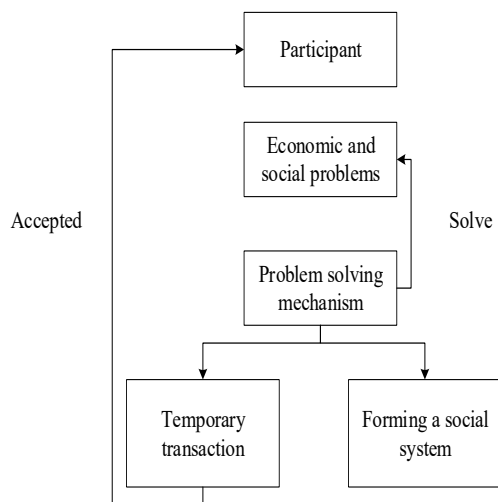 Participant
Economic and
social problems
Accepted
Solve
Problem solving
mechanism
Temporary
transaction
Forming a social
system